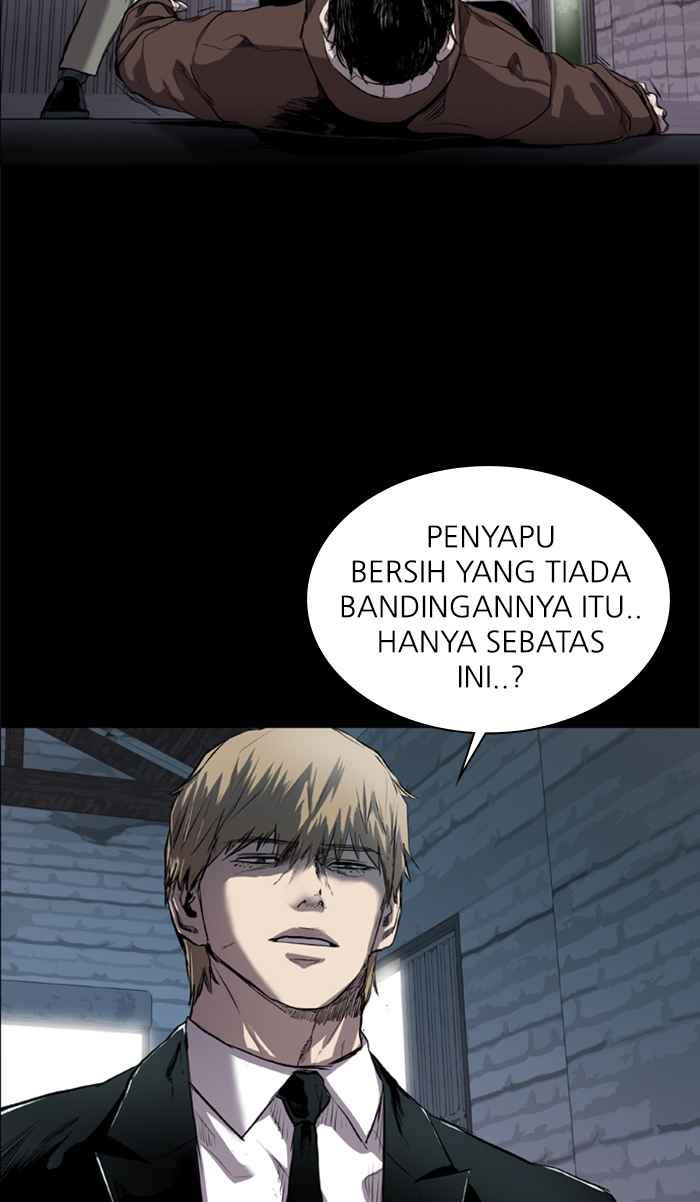 PENYAPU
BERSIH YANG TIADA
BANDINGANNYA ITU..
HANYA SEBATAS
INI..?